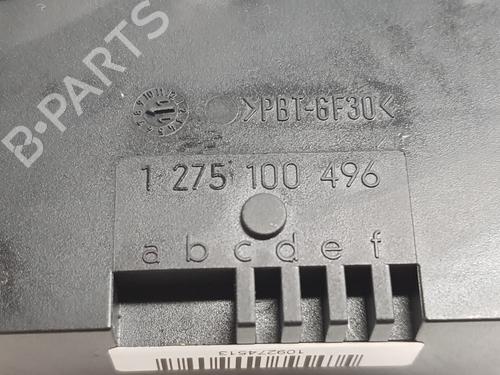 >PBT-GF30<
1 275 100 496
a b c d e f
109274513
B-PARTS